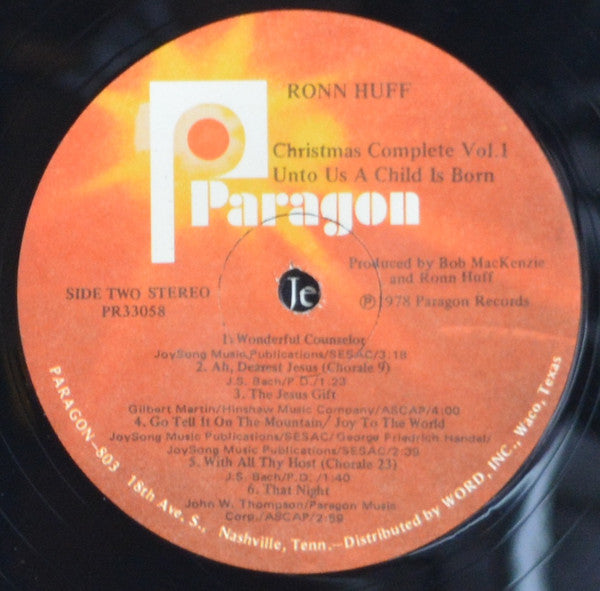 RONN HUFF
Christmas Complete Vol.1
Unto Us A Child Is Born
Paragon
Produced by Bob MacKenzie
and Ronn Huff
SIDE TWO STEREO
PR33058
℗1978 Paragon Records
Je
1. Wonderful Counselor
JoySong Music Publications/SESAC/3:18
2. Ah, Dearest Jesus (Chorale 9)
J.S. Bach/P.D./1:23
3. The Jesus Gift
Gilbert Martin/Hinshaw Music Company/ASCAP/4:00
4. Go Tell It On The Mountain/ Joy To The World
JoySong Music Publications/SESAC/George Friedrich Handel/
JoySong Music Publications/SESAC/2:39
5. With All Thy Host (Chorale 23)
J.S. Bach/P.D./1:40
6. That Night
John W. Thompson/Paragon Music
Corp./ASCAP/2:59
PARAGON—803 18th Ave. S., Nashville, Tenn.—Distributed by WORD, INC., Waco, Texas